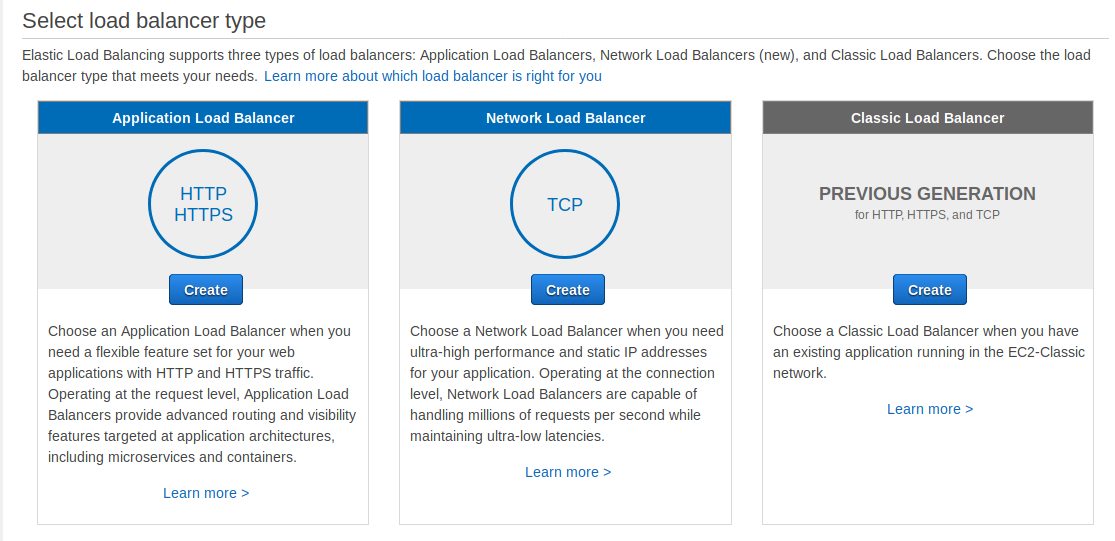 Select load balancer type
Elastic Load Balancing supports three types of load balancers: Application Load Balancers, Network Load Balancers (new), and Classic Load Balancers. Choose the load
balancer type that meets your needs. Learn more about which load balancer is right for you
Application Load Balancer
HTTP
HTTPS
Create
Choose an Application Load Balancer when you
need a flexible feature set for your web
applications with HTTP and HTTPS traffic.
Operating at the request level, Application Load
Balancers provide advanced routing and visibility
features targeted at application architectures,
including microservices and containers.
Learn more >
Network Load Balancer
TCP
Create
Choose a Network Load Balancer when you need
ultra-high performance and static IP addresses
for your application. Operating at the connection
level, Network Load Balancers are capable of
handling millions of requests per second while
maintaining ultra-low latencies.
Learn more >
Classic Load Balancer
PREVIOUS GENERATION
for HTTP, HTTPS, and TCP
Create
Choose a Classic Load Balancer when you have
an existing application running in the EC2-Classic
network.
Learn more >